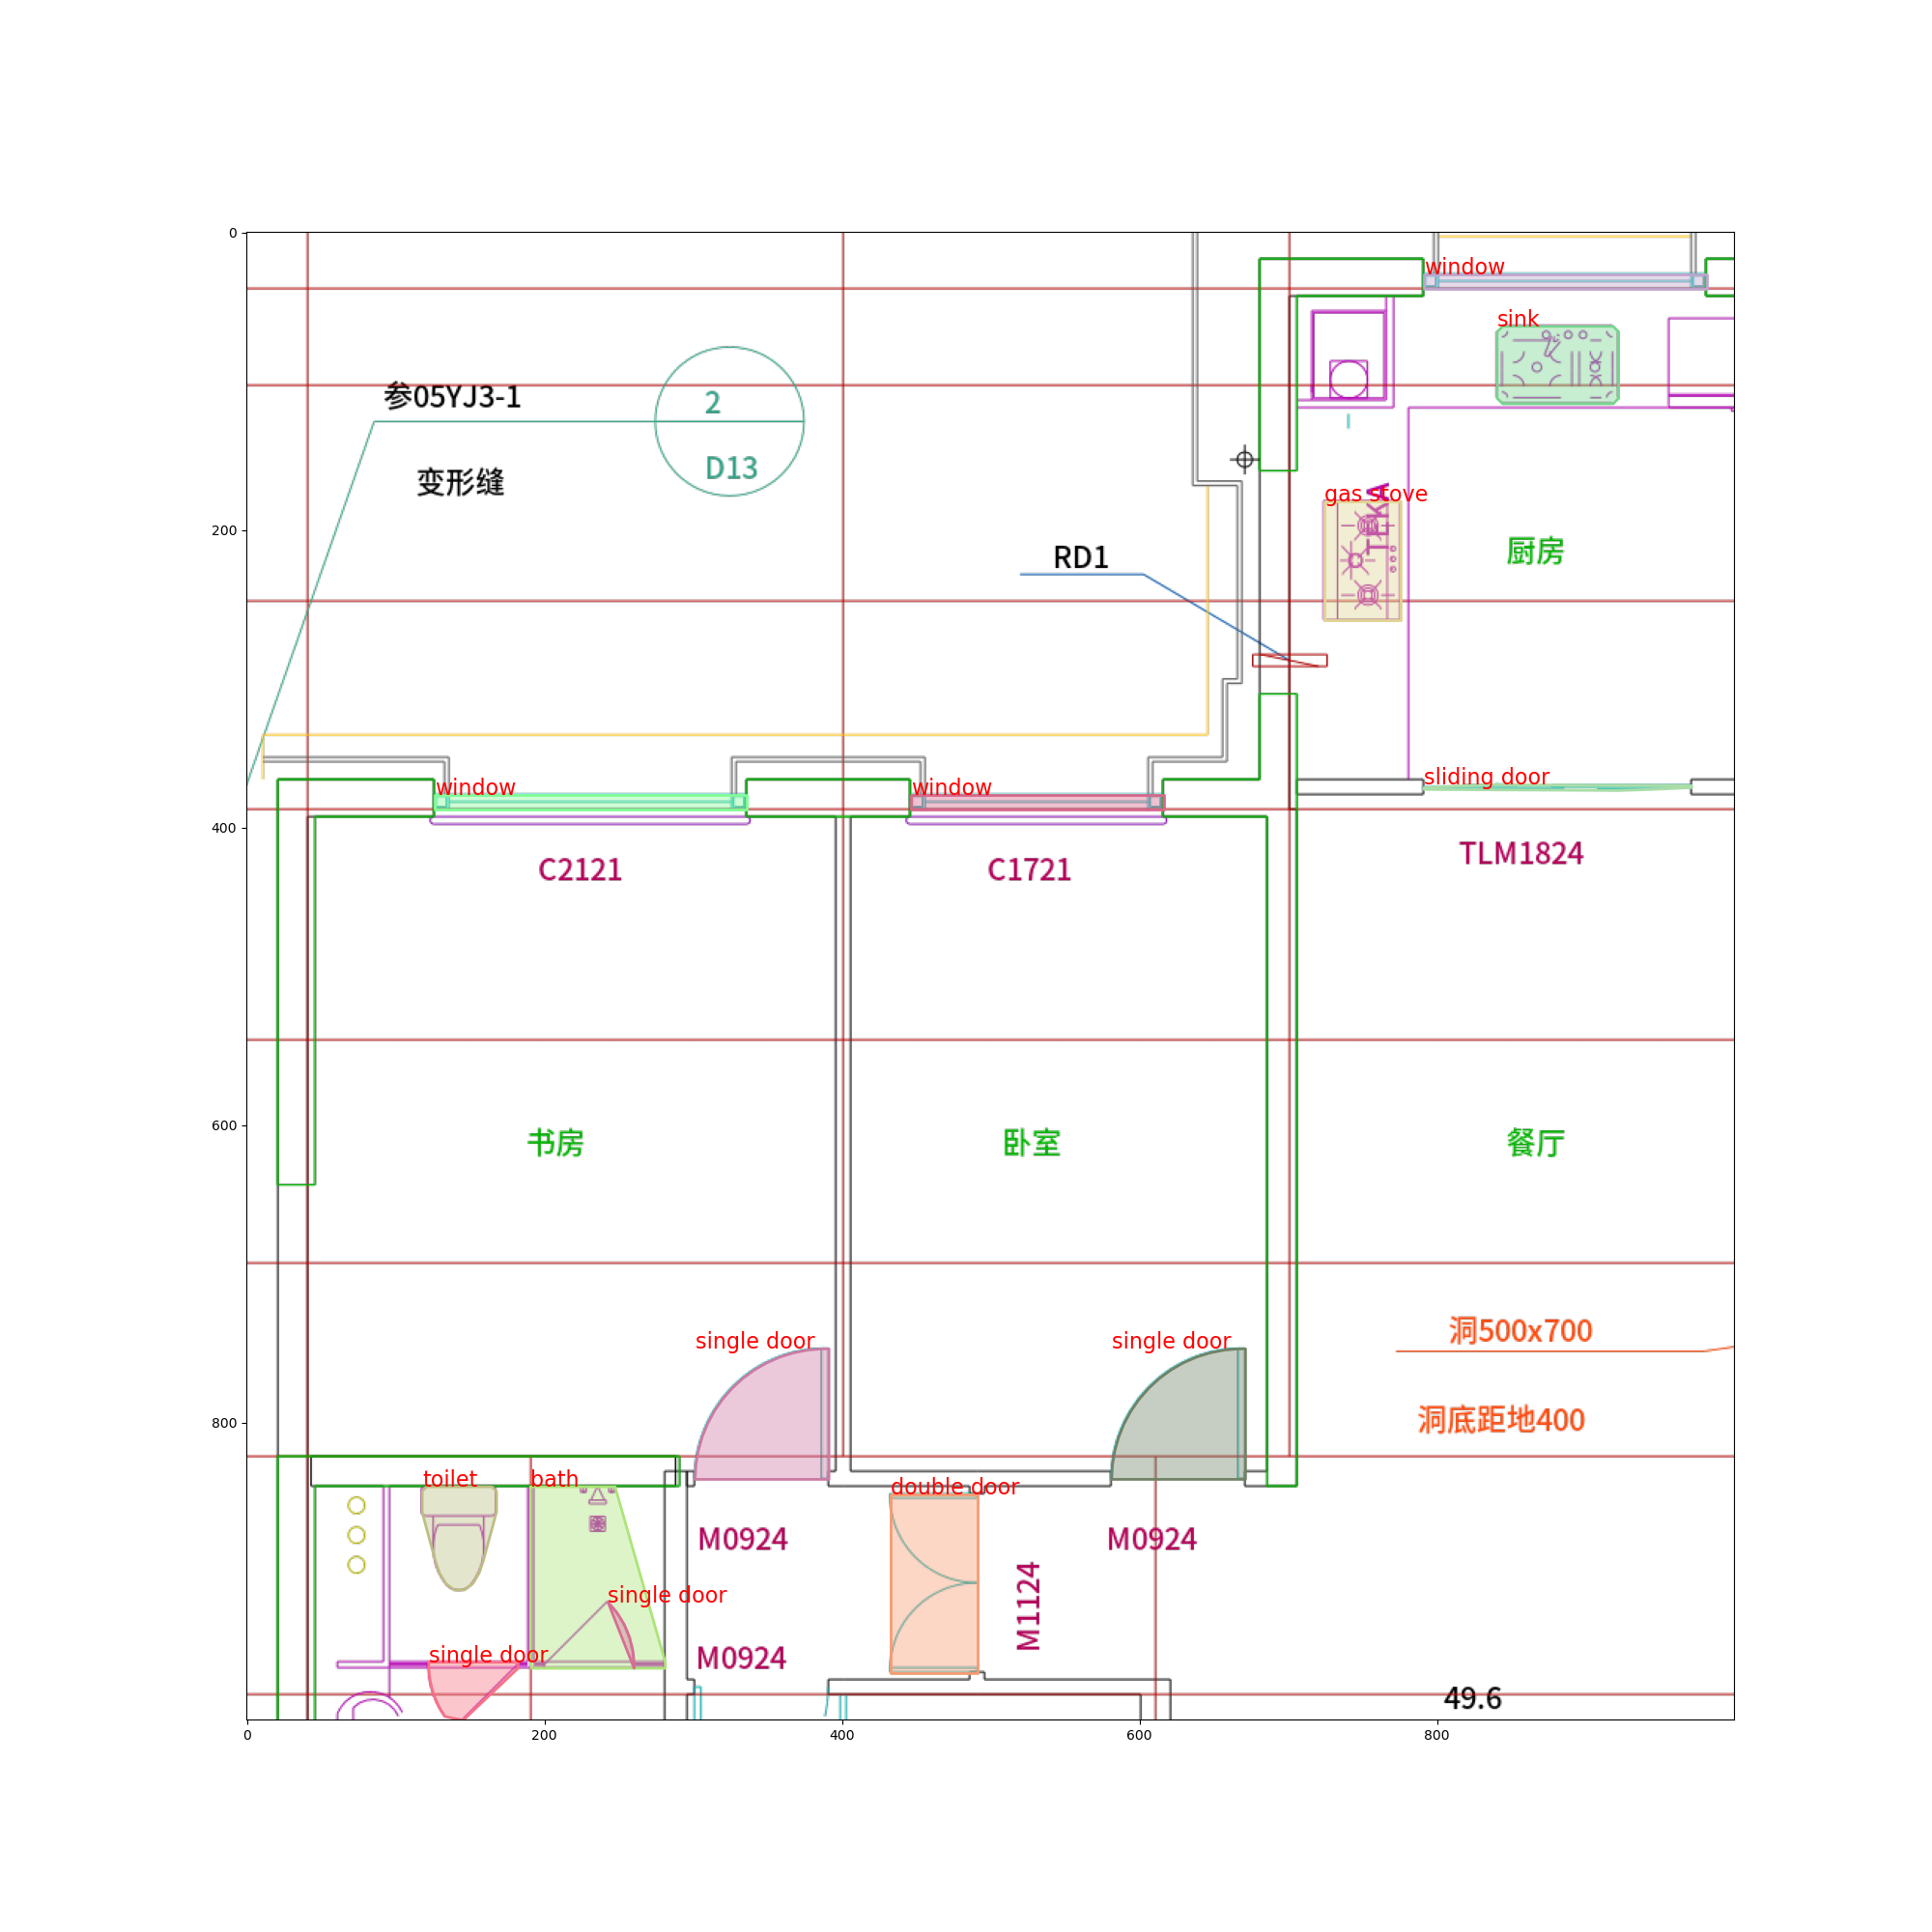 0
window
sink
参05YJ3-1
2
D13
变形缝
gas stove
TLKA
200
RD1
厨房
window
window
sliding door
400
C2121
C1721
TLM1824
600
书房
卧室
餐厅
single door
single door
洞500x700
800
洞底距地400
toilet
bath
double door
M0924
M0924
M1124
single door
single door
M0924
49.6
0
200
400
600
800